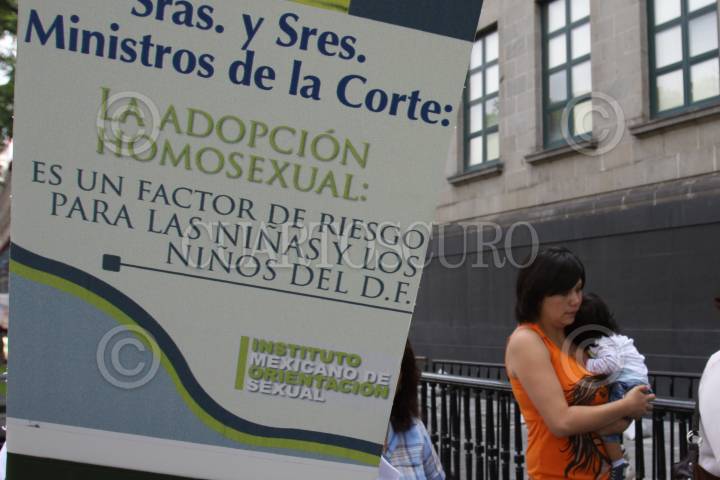 Sras. y Sres.
Ministros de la Corte:
LA ADOPCIÓN
HOMOSEXUAL:
ES UN FACTOR DE RIESGO
PARA LAS NIÑAS Y LOS
NIÑOS DEL D.F.
INSTITUTO
MEXICANO DE
ORIENTACIÓN
SEXUAL
CUARTOSCURO
©
©
©
©